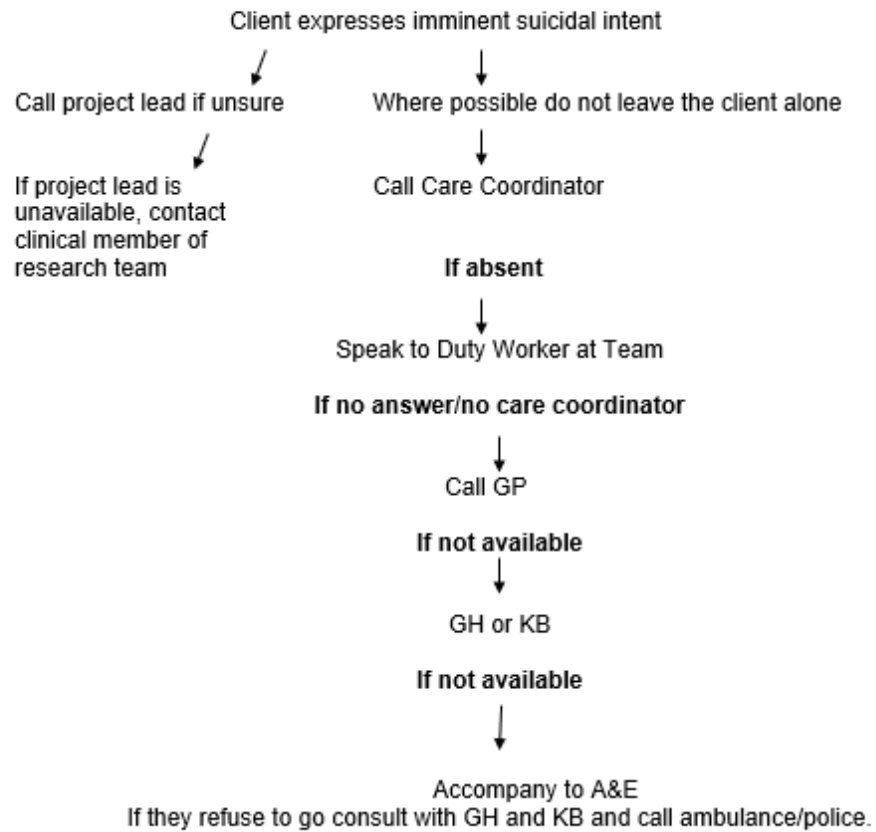 Client expresses imminent suicidal intent
Call project lead if unsure
Where possible do not leave the client alone
If project lead is
unavailable, contact
clinical member of
research team
Call Care Coordinator
If absent
Speak to Duty Worker at Team
If no answer/no care coordinator
Call GP
If not available
GH or KB
If not available
Accompany to A&E
If they refuse to go consult with GH and KB and call ambulance/police.